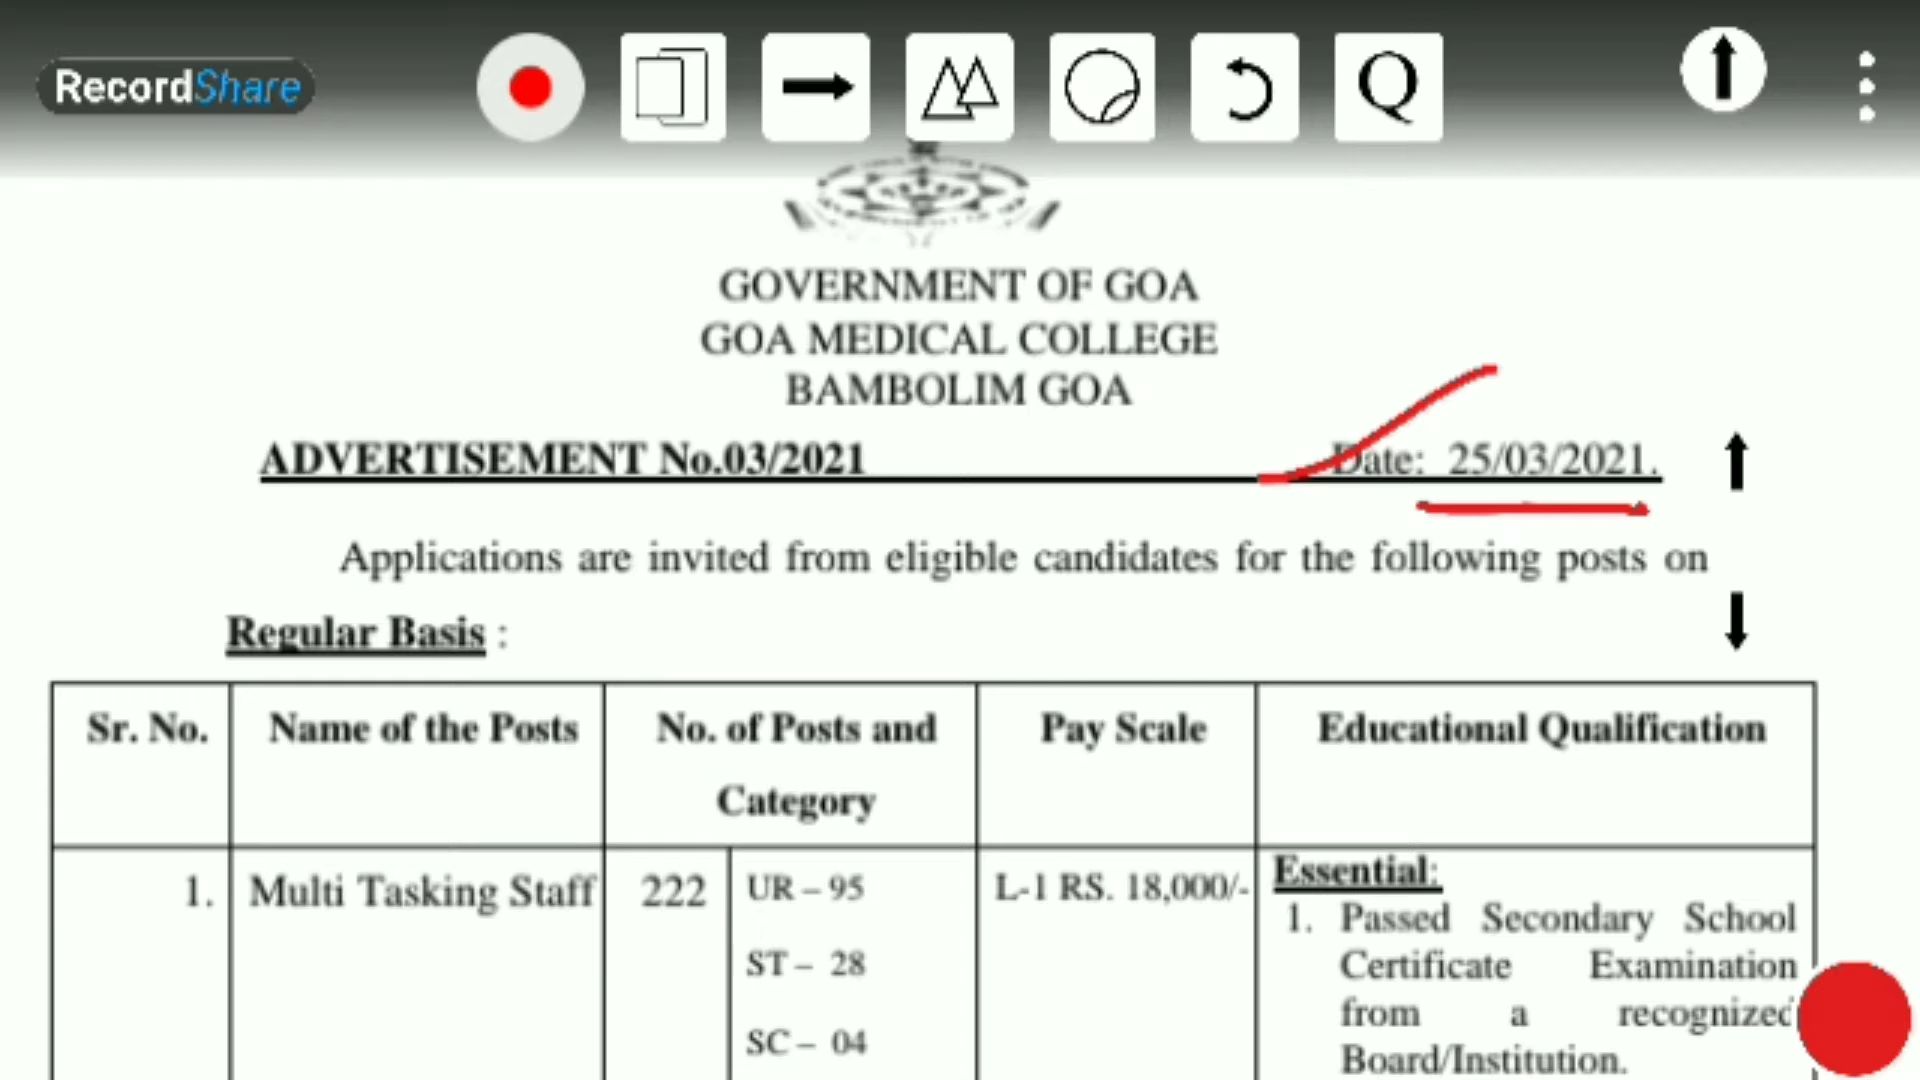 RecordShare
Q
GOVERNMENT OF GOA
GOA MEDICAL COLLEGE
BAMBOLIM GOA
ADVERTISEMENT No.03/2021 Date: 25/03/2021.
Applications are invited from eligible candidates for the following posts on
Regular Basis :
Sr. No. Name of the Posts No. of Posts and Category Pay Scale Educational Qualification
1. Multi Tasking Staff 222 UR – 95 L-1 RS. 18,000/- Essential:
ST – 28
SC – 04
1. Passed Secondary School
Certificate Examination
from a recognized
Board/Institution.